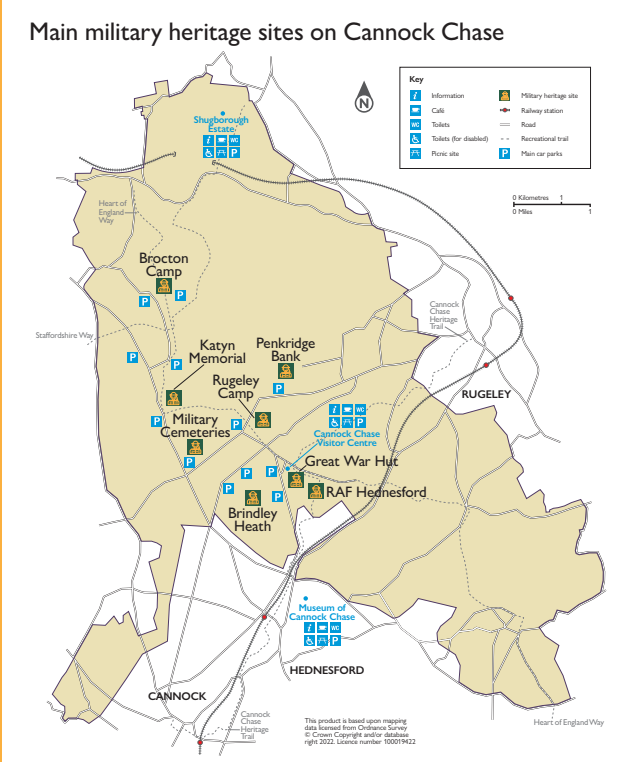 Main military heritage sites on Cannock Chase
Key
Information
Café
Toilets
Toilets (for disabled)
Picnic site
Military heritage site
Railway station
Road
Recreational trail
Main car parks
N
0 Kilometres 1
0 Miles 1
Shugborough
Estate
Heart of
England
Way
Brocton
Camp
Staffordshire Way
Katyn
Memorial
Penkridge
Bank
Rugeley
Camp
Cannock
Chase
Heritage
Trail
RUGELEY
Military
Cemeteries
Cannock Chase
Visitor Centre
Great War Hut
RAF Hednesford
Brindley
Heath
Museum of
Cannock Chase
HEDNESFORD
CANNOCK
Cannock
Chase
Heritage
Trail
This product is based upon mapping
data licensed from Ordnance Survey
© Crown Copyright and/or database
right 2022. Licence number 100019422
Heart of England Way